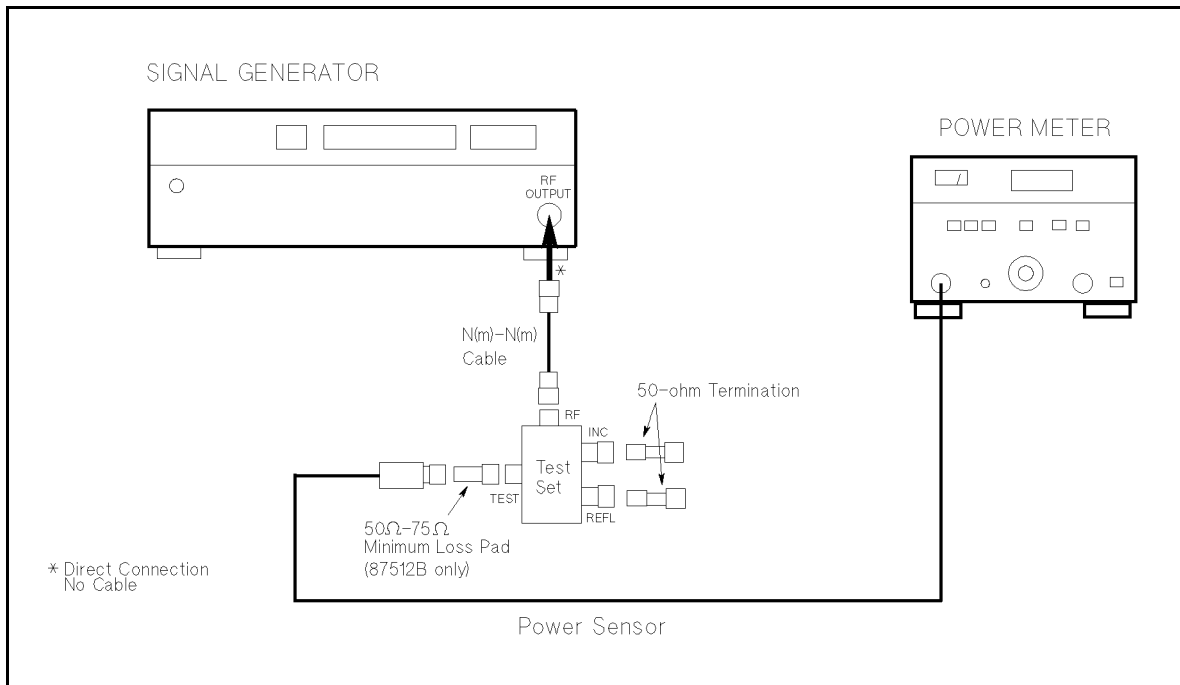 SIGNAL GENERATOR
POWER METER
RF
OUTPUT
*
N(m)-N(m)
Cable
50-ohm Termination
RF
INC
Test
Set
TEST
REFL
50Ω-75Ω
Minimum Loss Pad
(87512B only)
* Direct Connection
No Cable
Power Sensor